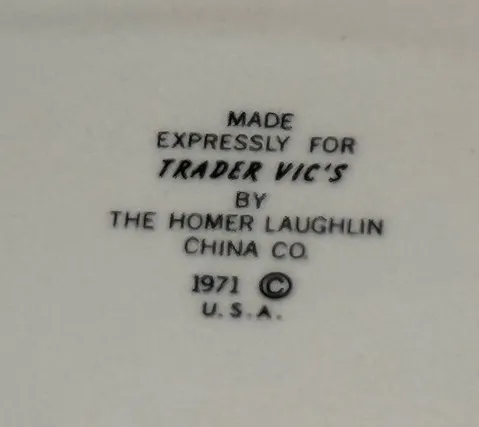 MADE
EXPRESSLY FOR
TRADER VIC'S
BY
THE HOMER LAUGHLIN
CHINA CO.
1971 ©
U.S.A.